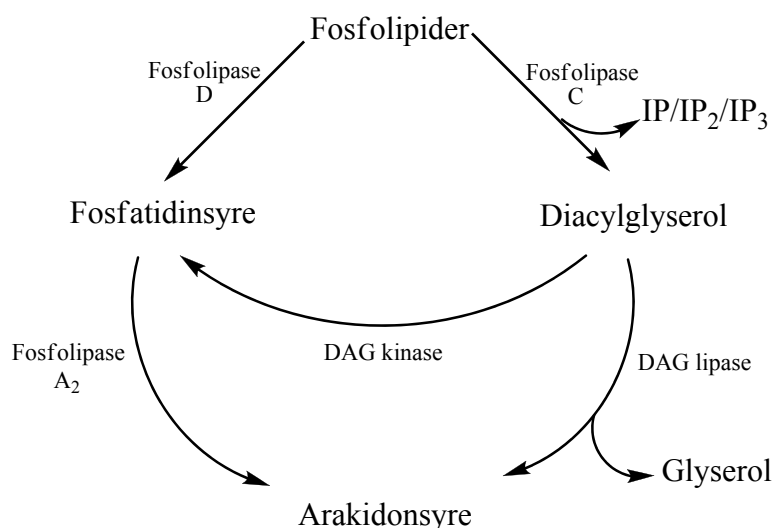 Fosfolipider
Fosfolipase
D
Fosfolipase
C
IP/IP₂/IP₃
Fosfatidinsyre
Diacylglyserol
Fosfolipase
A₂
DAG kinase
DAG lipase
Glyserol
Arakidonsyre